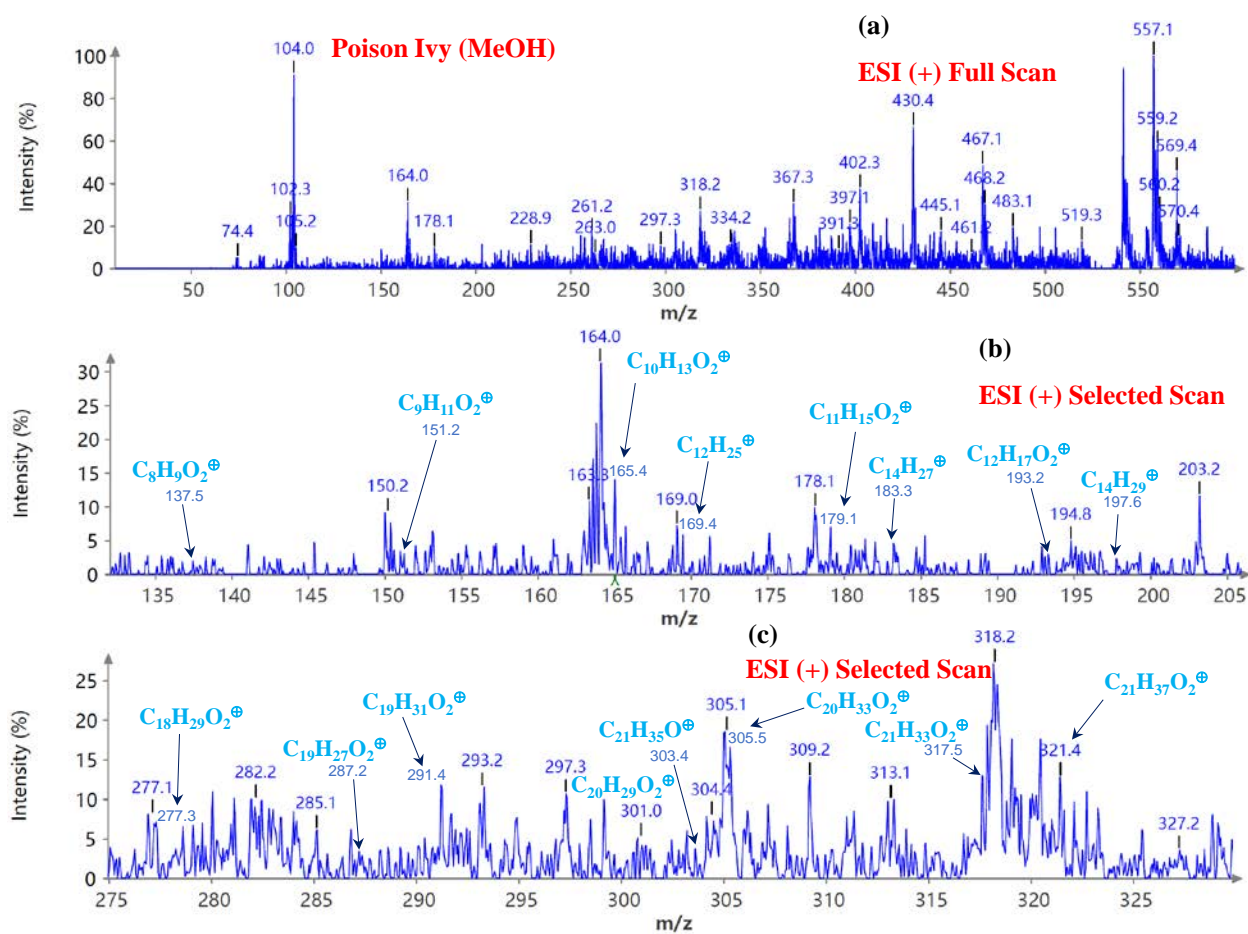 (a)
Poison Ivy (MeOH)
ESI (+) Full Scan
Intensity (%)
100
80
60
40
20
0
74.4
102.3
104.0
105.2
164.0
178.1
228.9
261.2
263.0
297.3
318.2
334.2
367.3
391.3
397.1
402.3
430.4
445.1
461.2
467.1
468.2
483.1
519.3
557.1
559.2
560.2
569.4
570.4
50 100 150 200 250 300 350 400 450 500 550
m/z
(b)
ESI (+) Selected Scan
Intensity (%)
30
25
20
15
10
5
0
C₈H₉O₂⊕
137.5
150.2
C₉H₁₁O₂⊕
151.2
163.3
164.0
C₁₀H₁₃O₂⊕
165.4
169.0
C₁₂H₂₅⊕
169.4
178.1
C₁₁H₁₅O₂⊕
179.1
C₁₄H₂₇⊕
183.3
C₁₂H₁₇O₂⊕
193.2
194.8
C₁₄H₂₉⊕
197.6
203.2
135 140 145 150 155 160 165 170 175 180 185 190 195 200 205
m/z
(c)
ESI (+) Selected Scan
Intensity (%)
25
20
15
10
5
0
277.1
C₁₈H₂₉O₂⊕
277.3
282.2
285.1
C₁₉H₂₇O₂⊕
287.2
C₁₉H₃₁O₂⊕
291.4
293.2
297.3
C₂₀H₂₉O₂⊕
301.0
C₂₁H₃₅O⊕
303.4
304.4
305.1
C₂₀H₃₃O₂⊕
305.5
309.2
313.1
C₂₁H₃₃O₂⊕
317.5
318.2
C₂₁H₃₇O₂⊕
321.4
327.2
275 280 285 290 295 300 305 310 315 320 325
m/z